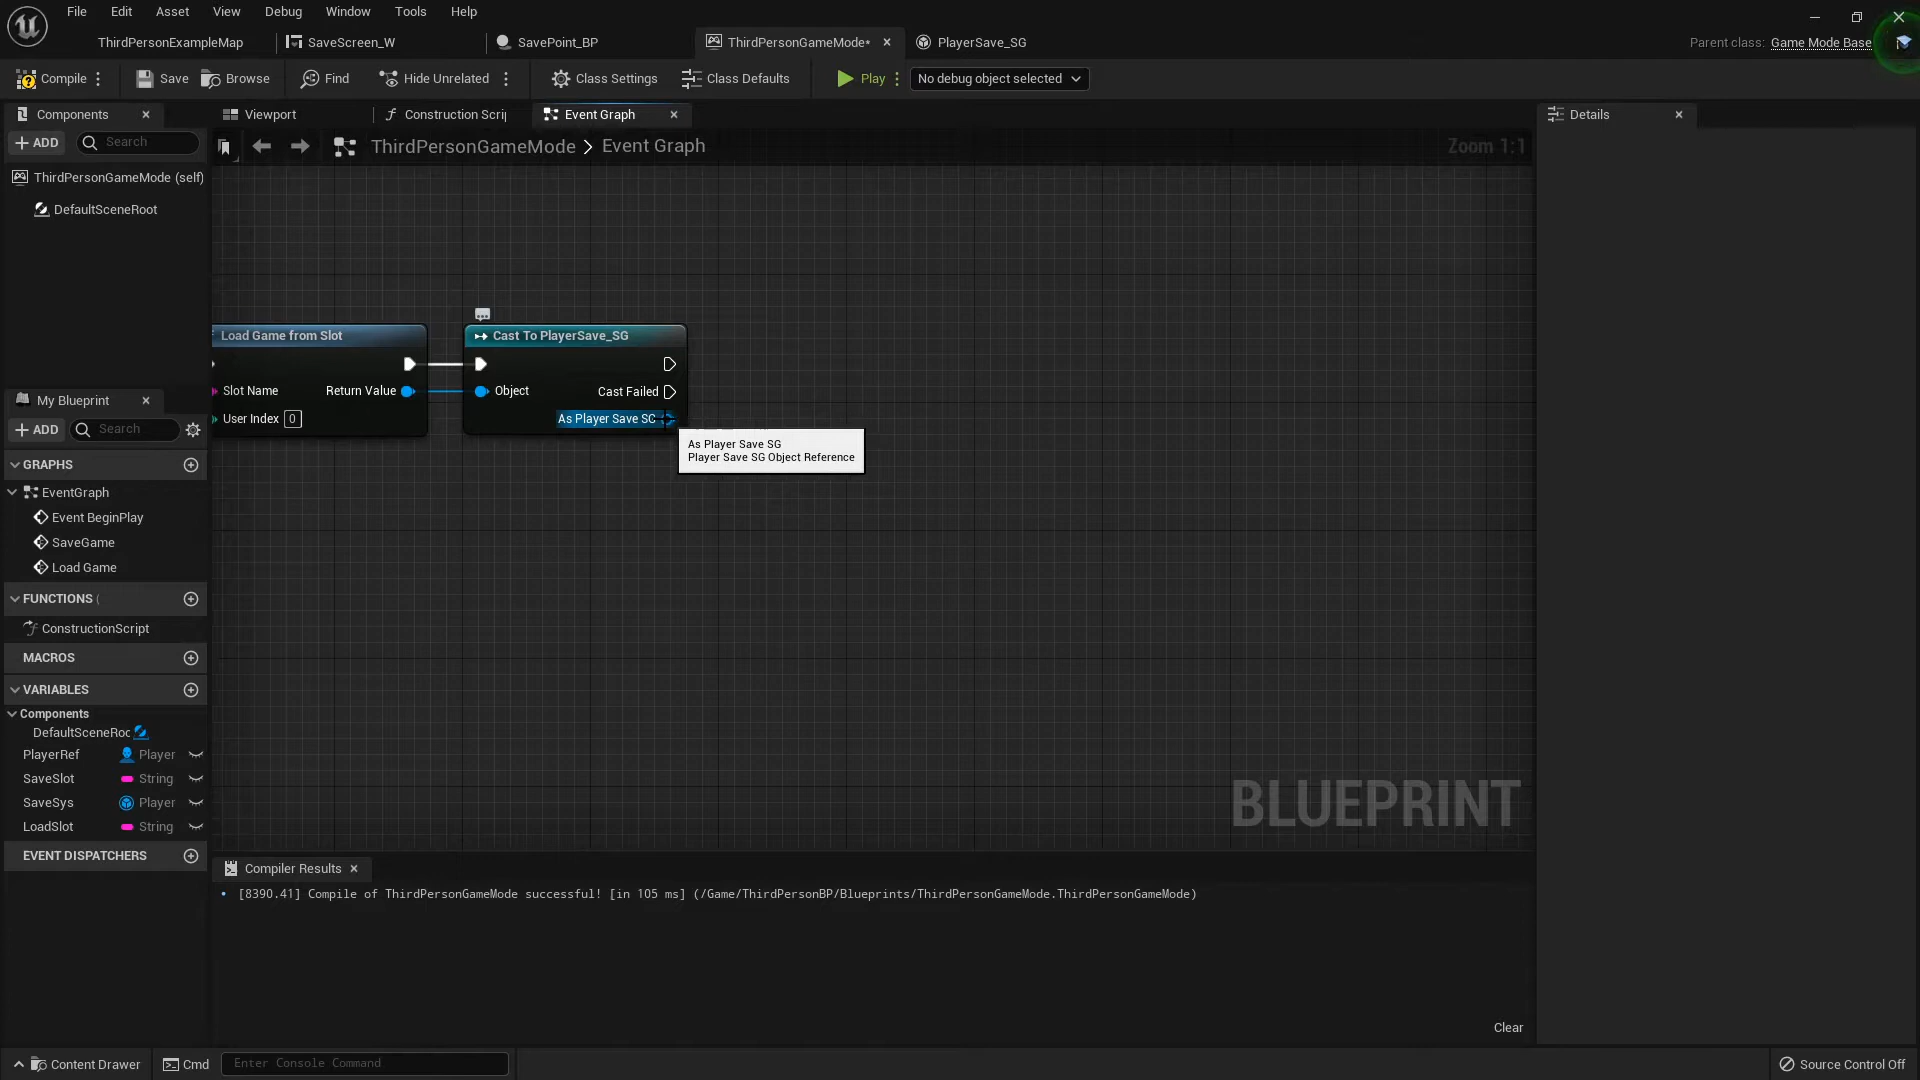 File Edit Asset View Debug Window Tools Help
ThirdPersonExampleMap SaveScreen_W SavePoint_BP ThirdPersonGameMode* PlayerSave_SG Parent class: Game Mode Base
Compile Save Browse Find Hide Unrelated Class Settings Class Defaults Play No debug object selected
Components Viewport Construction Scri Event Graph Details
ADD Search ThirdPersonGameMode > Event Graph Zoom 1:1
ThirdPersonGameMode (self)
DefaultSceneRoot
Load Game from Slot
Slot Name Return Value
User Index 0
Cast To PlayerSave_SG
Object Cast Failed
As Player Save SG
As Player Save SG
Player Save SG Object Reference
My Blueprint
ADD Search
GRAPHS
EventGraph
Event BeginPlay
SaveGame
Load Game
FUNCTIONS (
ConstructionScript
MACROS
VARIABLES
Components
DefaultSceneRoo
PlayerRef Player
SaveSlot String
SaveSys Player
LoadSlot String
EVENT DISPATCHERS
BLUEPRINT
Compiler Results
• [8390.41] Compile of ThirdPersonGameMode successful! [in 105 ms] (/Game/ThirdPersonBP/Blueprints/ThirdPersonGameMode.ThirdPersonGameMode)
Clear
Content Drawer Cmd Enter Console Command Source Control Off